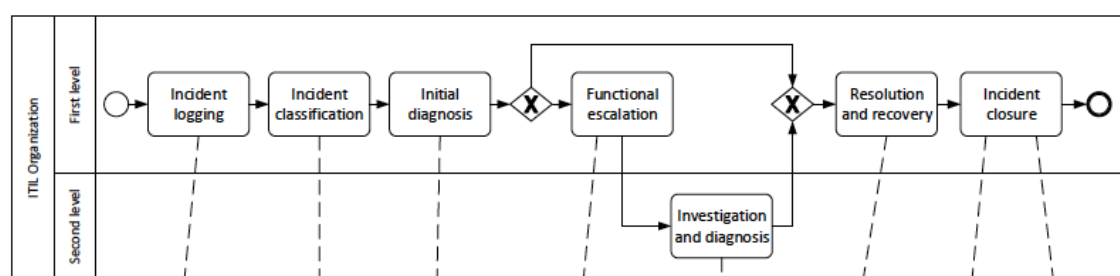 ITIL Organization
First level
Incident
logging
Incident
classification
Initial
diagnosis
X
Functional
escalation
X
Resolution
and recovery
Incident
closure
Second level
Investigation
and diagnosis